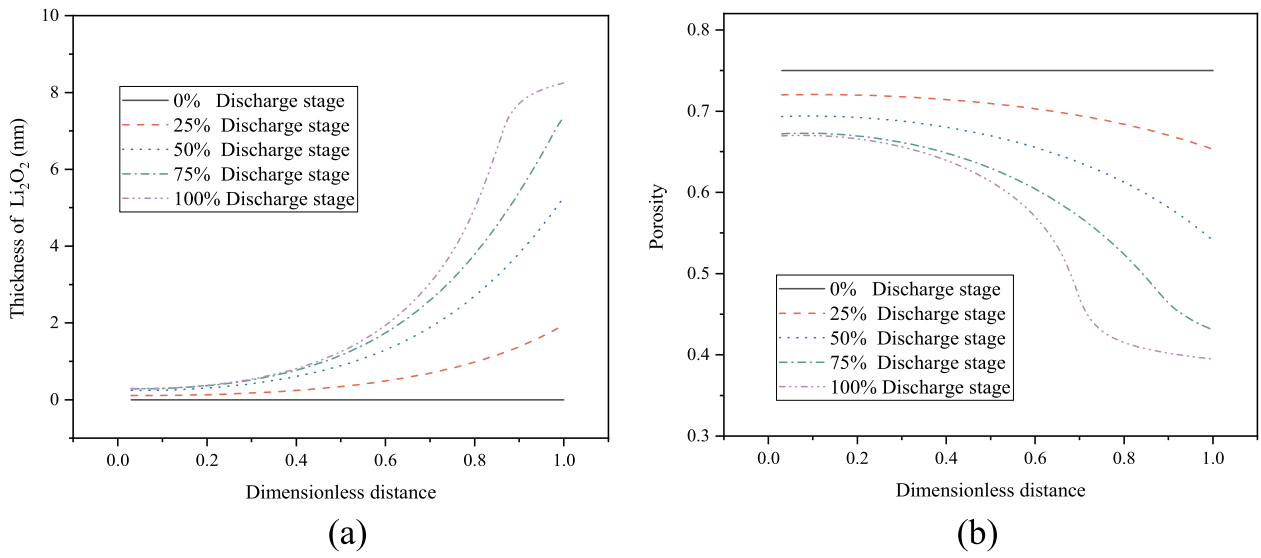 10
8
6
4
2
0
Thickness of Li₂O₂ (nm)
0% Discharge stage
25% Discharge stage
50% Discharge stage
75% Discharge stage
100% Discharge stage
0.0 0.2 0.4 0.6 0.8 1.0
Dimensionless distance
(a)
0.8
0.7
0.6
0.5
0.4
0.3
Porosity
0% Discharge stage
25% Discharge stage
50% Discharge stage
75% Discharge stage
100% Discharge stage
0.0 0.2 0.4 0.6 0.8 1.0
Dimensionless distance
(b)